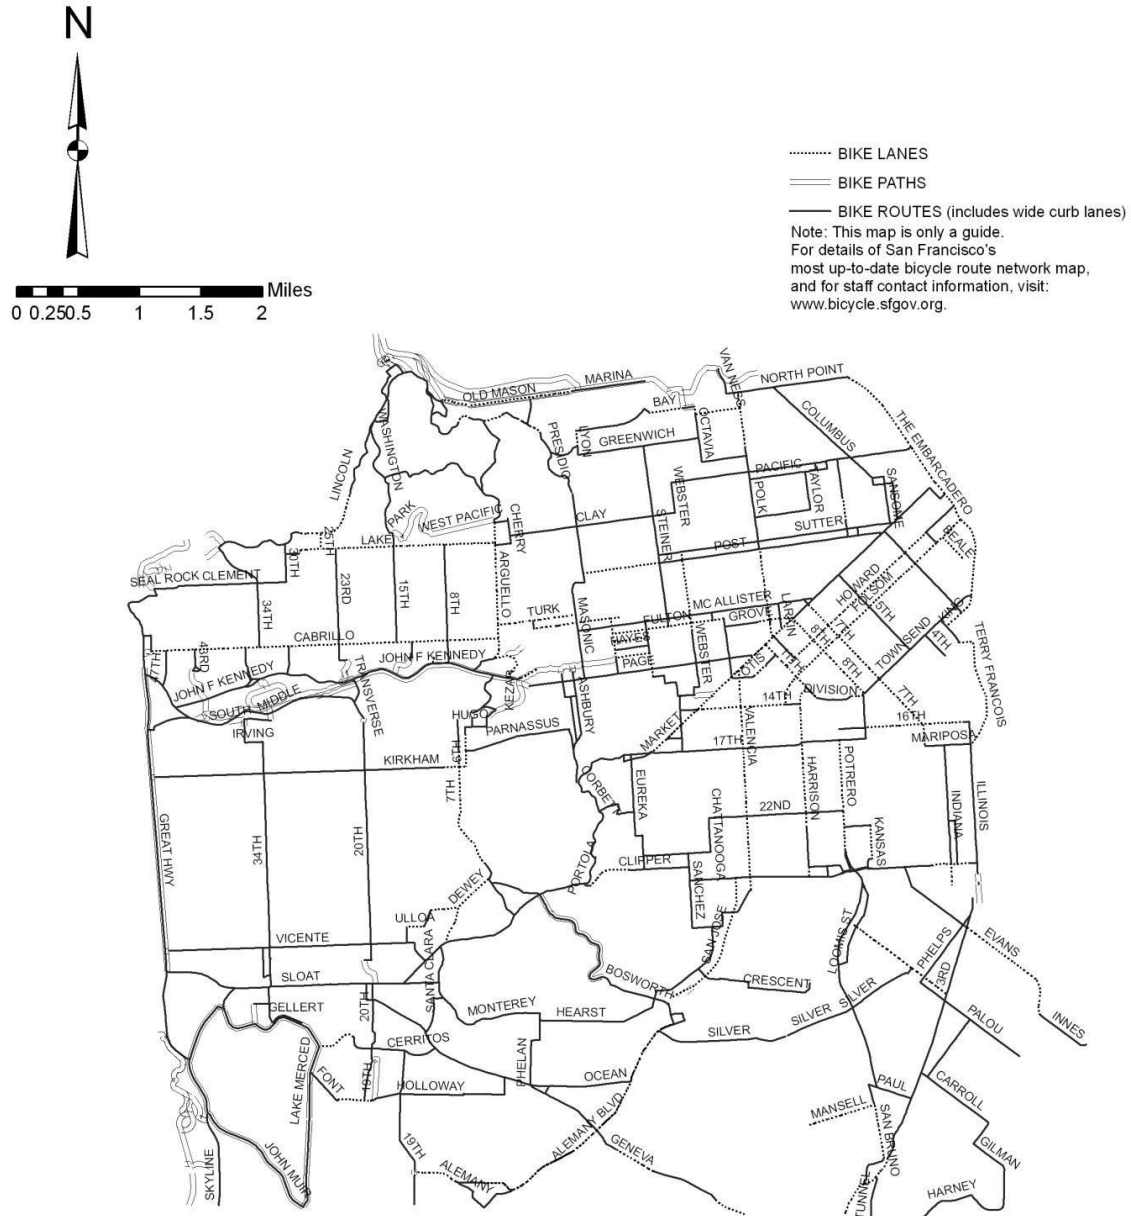 N
BIKE LANES
BIKE PATHS
BIKE ROUTES (includes wide curb lanes)
Note: This map is only a guide.
For details of San Francisco's
most up-to-date bicycle route network map,
and for staff contact information, visit:
www.bicycle.sfgov.org.
Miles
0 0.250.5 1 1.5 2
VAN NESS
NORTH POINT
MARINA
OLD MASON
BAY
OCTAVIA
COLUMBUS
THE EMBARCADERO
WASHINGTON
LYON
GREENWICH
PRESIDIO
LINCOLN
WEBSTER
PACIFIC
POLK
TAYLOR
SANSOME
PARK
WEST PACIFIC
CHERRY
CLAY
STEINER
SUTTER
POST
BEALE
25TH
LAKE
30TH
SEAL ROCK
CLEMENT
23RD
15TH
8TH
ARGUELLO
HOWARD
FOLSOM
5TH
34TH
TURK
MASONIC
MC ALLISTER
FULTON
GROVE
LARKIN
8TH
7TH
TOWNSEND
KING
4TH
TERRY FRANCOIS
CABRILLO
HAYES
WEBSTER
47TH
43RD
JOHN F KENNEDY
JOHN F KENNEDY
PAGE
OTIS
11TH
8TH
TRANSVERSE
SOUTH
MIDDLE
ASHBURY
14TH
DIVISION
7TH
HUGO
PARNASSUS
16TH
IRVING
MARKET
VALENCIA
17TH
MARIPOSA
KIRKHAM
6TH
7TH
CORBET
EUREKA
HARRISON
POTRERO
CHATTANOOGA
22ND
KANSAS
INDIANA
ILLINOIS
GREAT HWY
34TH
20TH
PORTOLA
CLIPPER
SANCHEZ
DEWEY
ULLOA
SAN JOSE
LOOMIS ST
PHELPS
EVANS
VICENTE
SANTA CLARA
BOSWORTH
CRESCENT
3RD
SLOAT
GELLERT
20TH
MONTEREY
HEARST
SILVER
SILVER
SILVER
PALOU
INNES
LAKE MERCED
CERRITOS
PHELAN
FONT
19TH
HOLLOWAY
OCEAN
PAUL
CARROLL
MANSELL
ALEMANY BLVD
GENEVA
SAN BRUNO
GILMAN
19TH
ALEMANY
JOHN MUIR
SKYLINE
TUNNEL
HARNEY